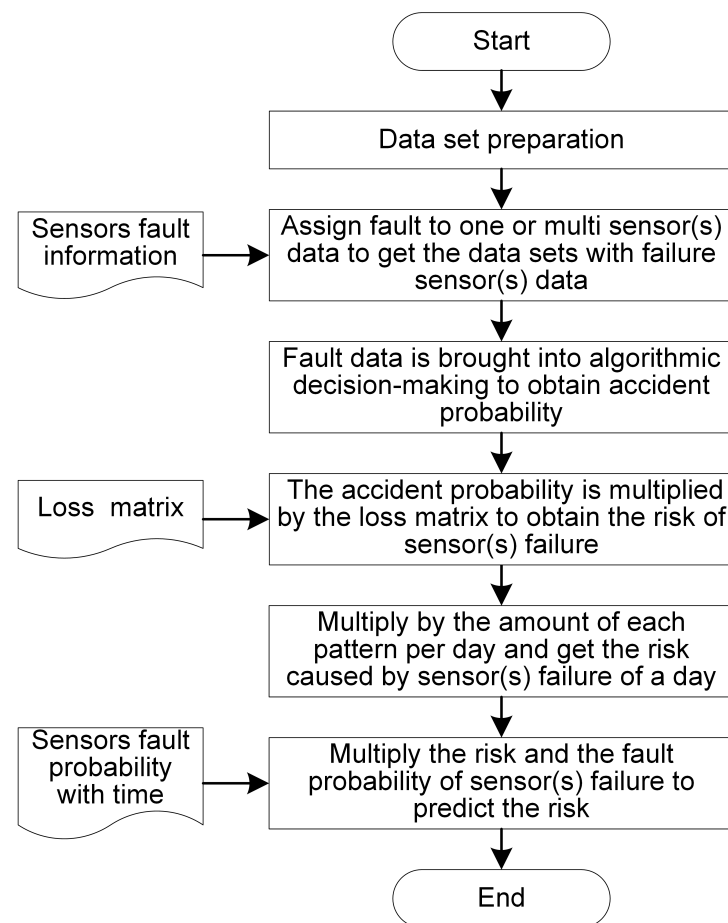 Start
Data set preparation
Sensors fault
information
Assign fault to one or multi sensor(s)
data to get the data sets with failure
sensor(s) data
Fault data is brought into algorithmic
decision-making to obtain accident
probability
Loss matrix
The accident probability is multiplied
by the loss matrix to obtain the risk of
sensor(s) failure
Multiply by the amount of each
pattern per day and get the risk
caused by sensor(s) failure of a day
Sensors fault
probability
with time
Multiply the risk and the fault
probability of sensor(s) failure to
predict the risk
End